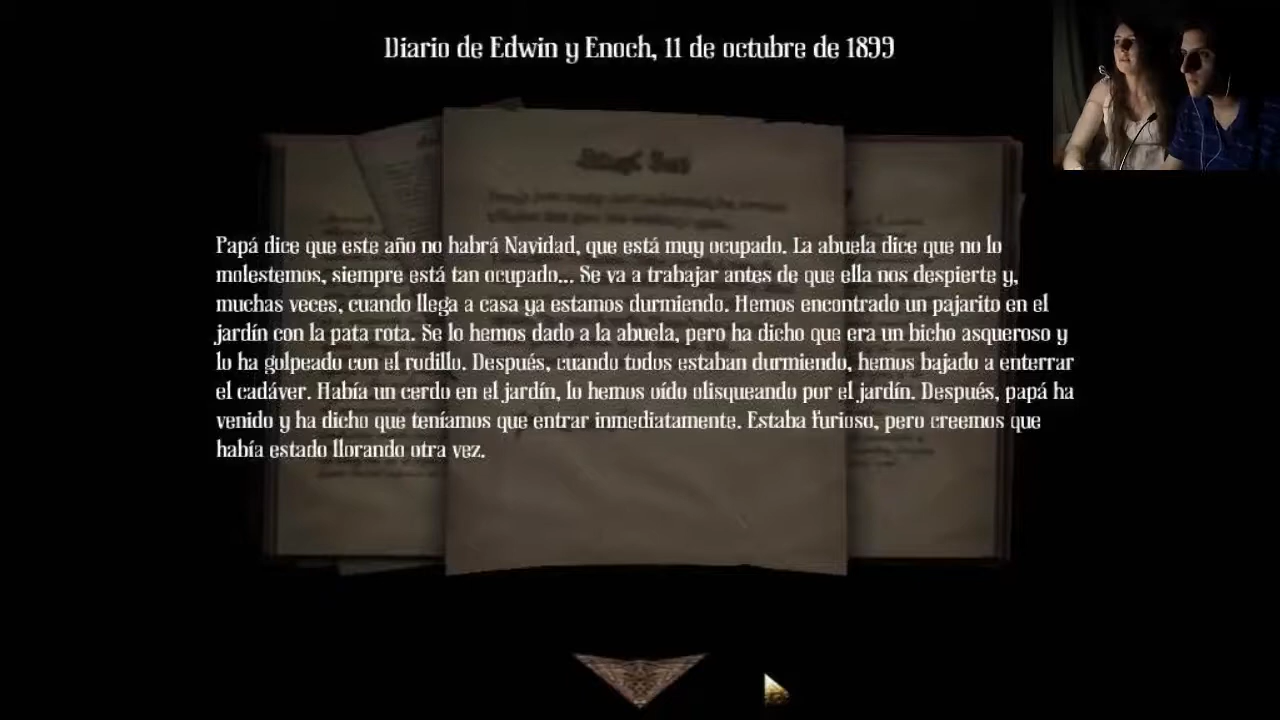 Diario de Edwin y Enoch, 11 de octubre de 1899
Papá dice que este año no habrá Navidad, que está muy ocupado. La abuela dice que no lo
molestemos, siempre está tan ocupado... Se va a trabajar antes de que ella nos despierte y,
muchas veces, cuando llega a casa ya estamos durmiendo. Hemos encontrado un pajarito en el
jardín con la pata rota. Se lo hemos dado a la abuela, pero ha dicho que era un bicho asqueroso y
lo ha golpeado con el rodillo. Después, cuando todos estaban durmiendo, hemos bajado a enterrar
el cadáver. Había un cerdo en el jardín, lo hemos oído olisqueando por el jardín. Después, papá ha
venido y ha dicho que teníamos que entrar inmediatamente. Estaba furioso, pero creemos que
había estado llorando otra vez.